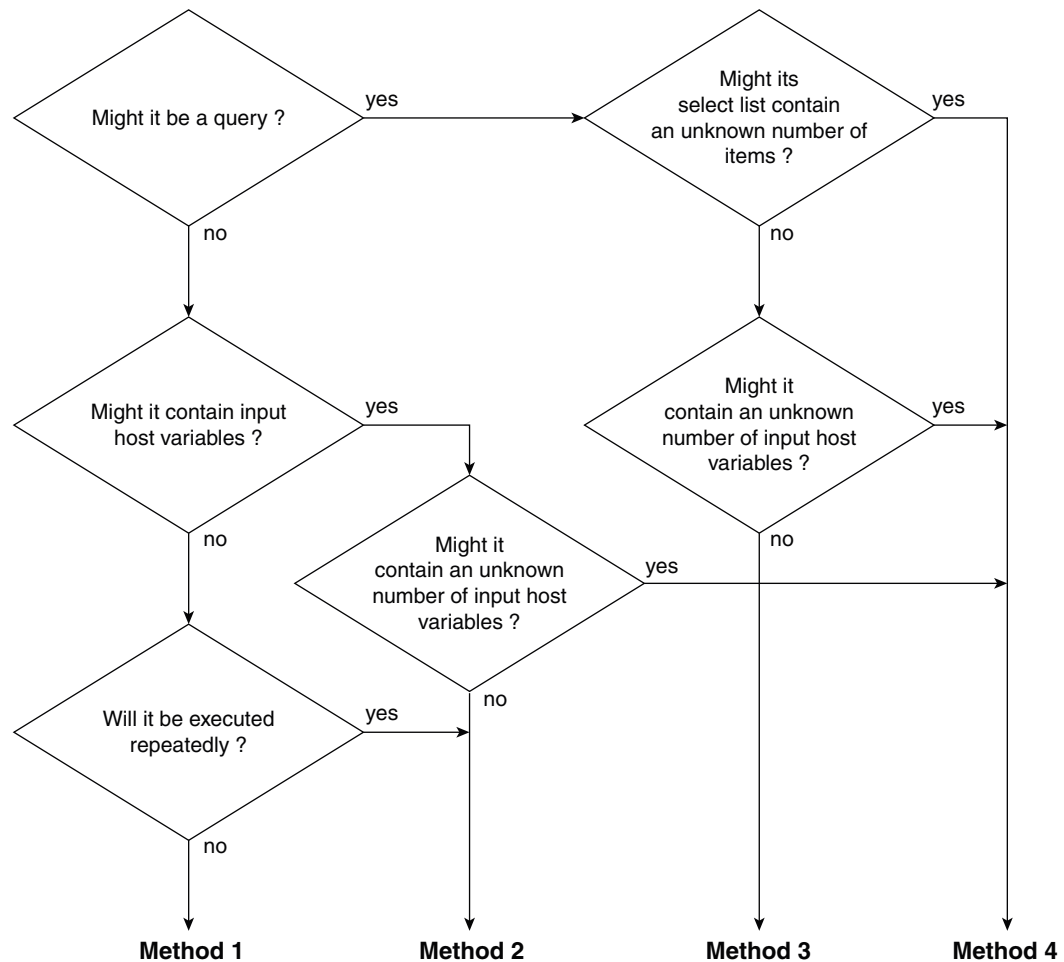 Might it be a query ?
yes
no
Might its
select list contain
an unknown number of
items ?
yes
no
Might it contain input
host variables ?
yes
no
Might it
contain an unknown
number of input host
variables ?
yes
no
Might it
contain an unknown
number of input host
variables ?
yes
no
Will it be executed
repeatedly ?
yes
no
Method 1
Method 2
Method 3
Method 4